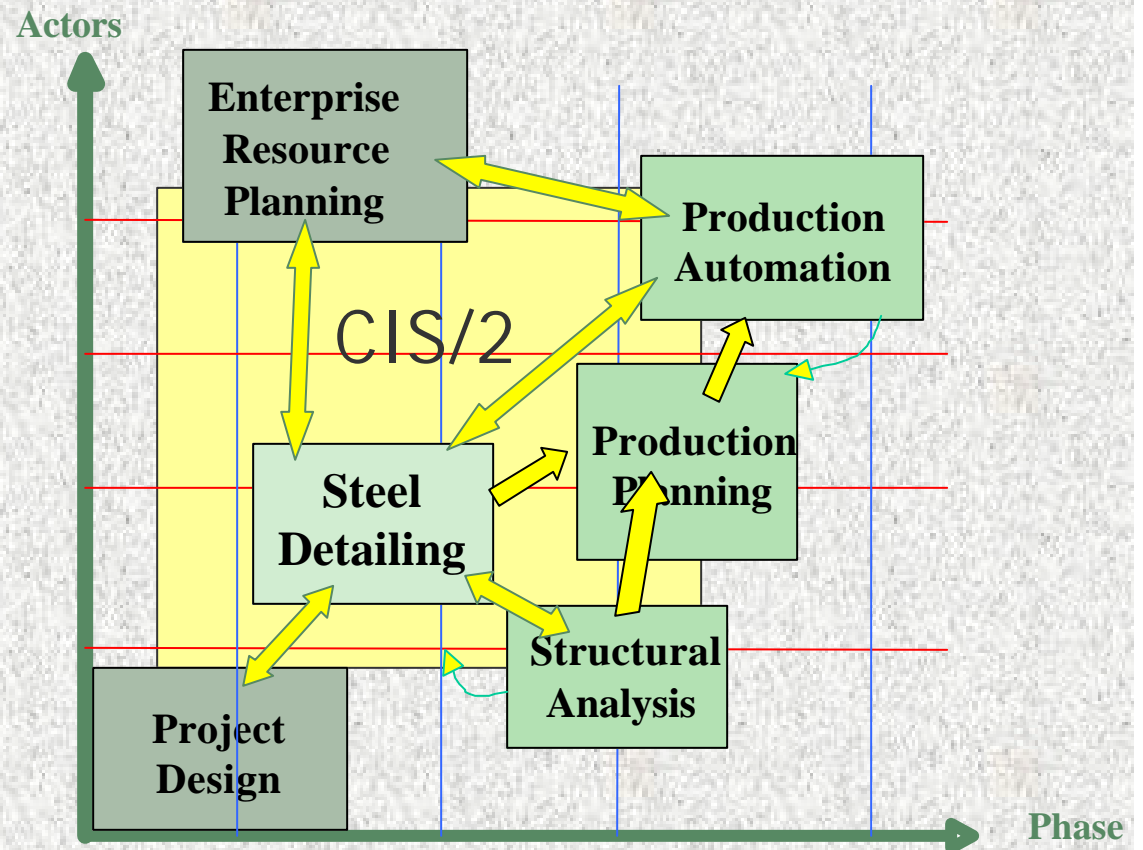 Actors
Enterprise
Resource
Planning
Production
Automation
CIS/2
Production
Planning
Steel
Detailing
Structural
Analysis
Project
Design
Phase